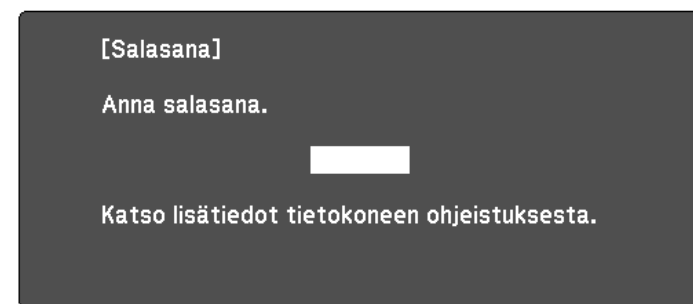 [Salasana]
Anna salasana.
Katso lisätiedot tietokoneen ohjeistuksesta.